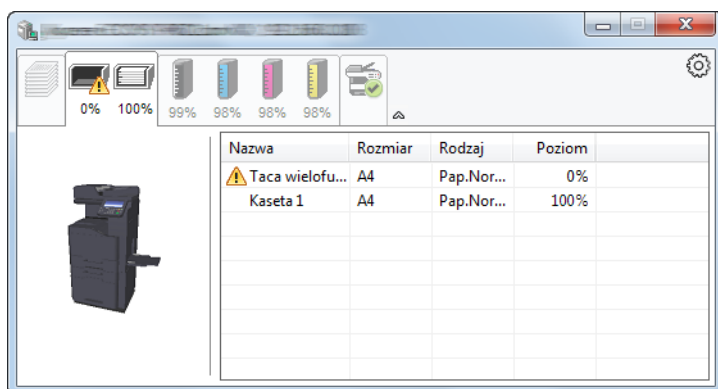 0% 100% 99% 98% 98% 98%
Nazwa Rozmiar Rodzaj Poziom
Taca wielofu... A4 Pap.Nor... 0%
Kaseta 1 A4 Pap.Nor... 100%